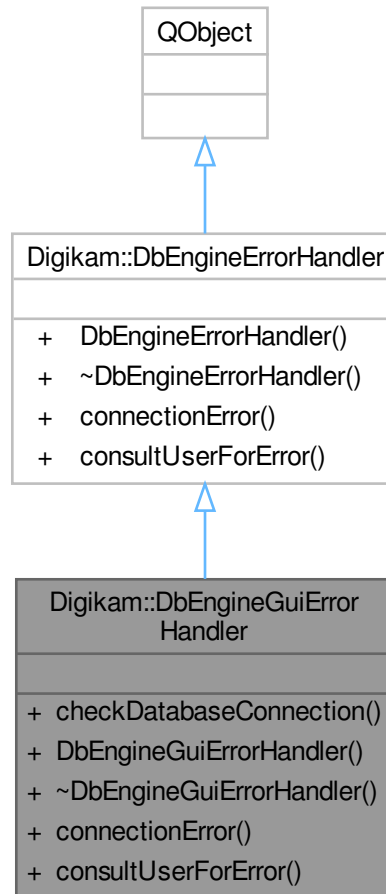 QObject
Digikam::DbEngineErrorHandler
+ DbEngineErrorHandler()
+ ~DbEngineErrorHandler()
+ connectionError()
+ consultUserForError()
Digikam::DbEngineGuiError
Handler
+ checkDatabaseConnection()
+ DbEngineGuiErrorHandler()
+ ~DbEngineGuiErrorHandler()
+ connectionError()
+ consultUserForError()